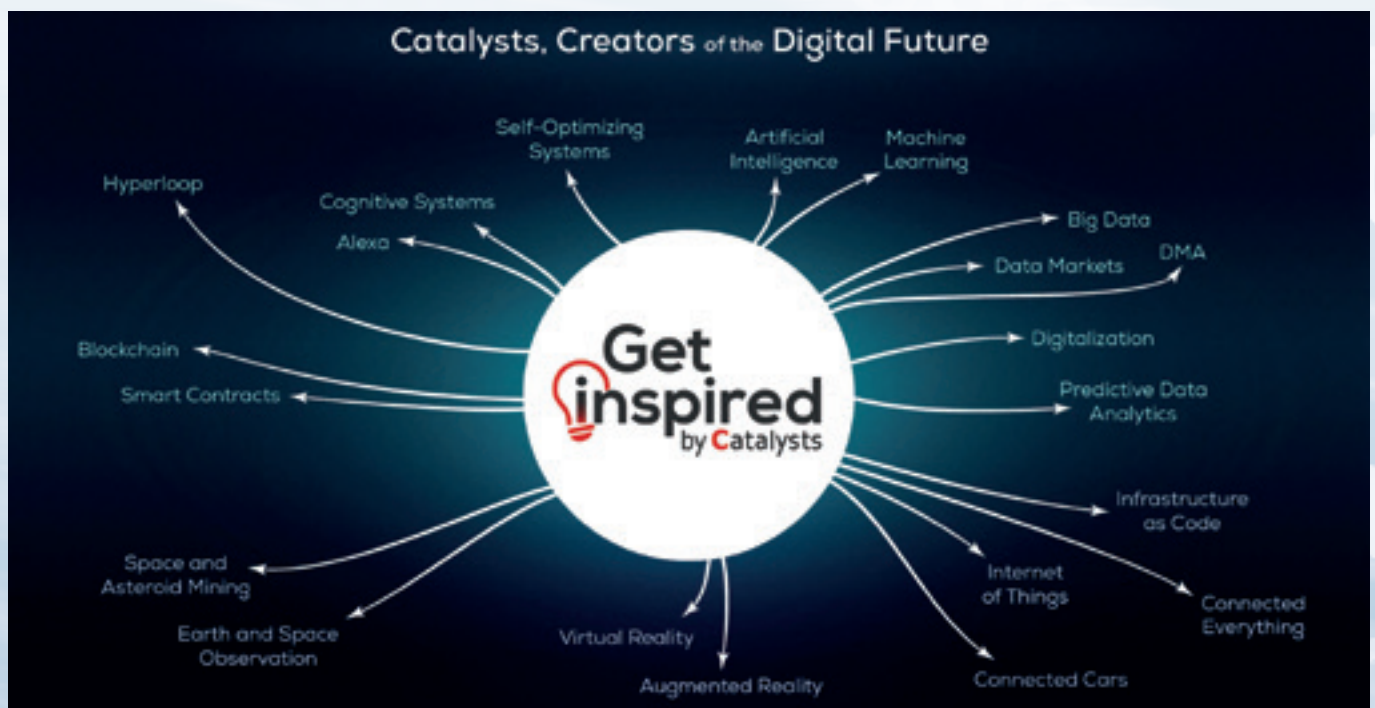 Catalysts, Creators of the Digital Future
Self-Optimizing
Systems
Artificial
Intelligence
Machine
Learning
Hyperloop
Cognitive Systems
Alexa
Big Data
Data Markets
DMA
Blockchain
Smart Contracts
Get
inspired
by Catalysts
Digitalization
Predictive Data
Analytics
Infrastructure
as Code
Space and
Asteroid Mining
Internet
of Things
Connected
Everything
Earth and Space
Observation
Virtual Reality
Augmented Reality
Connected Cars